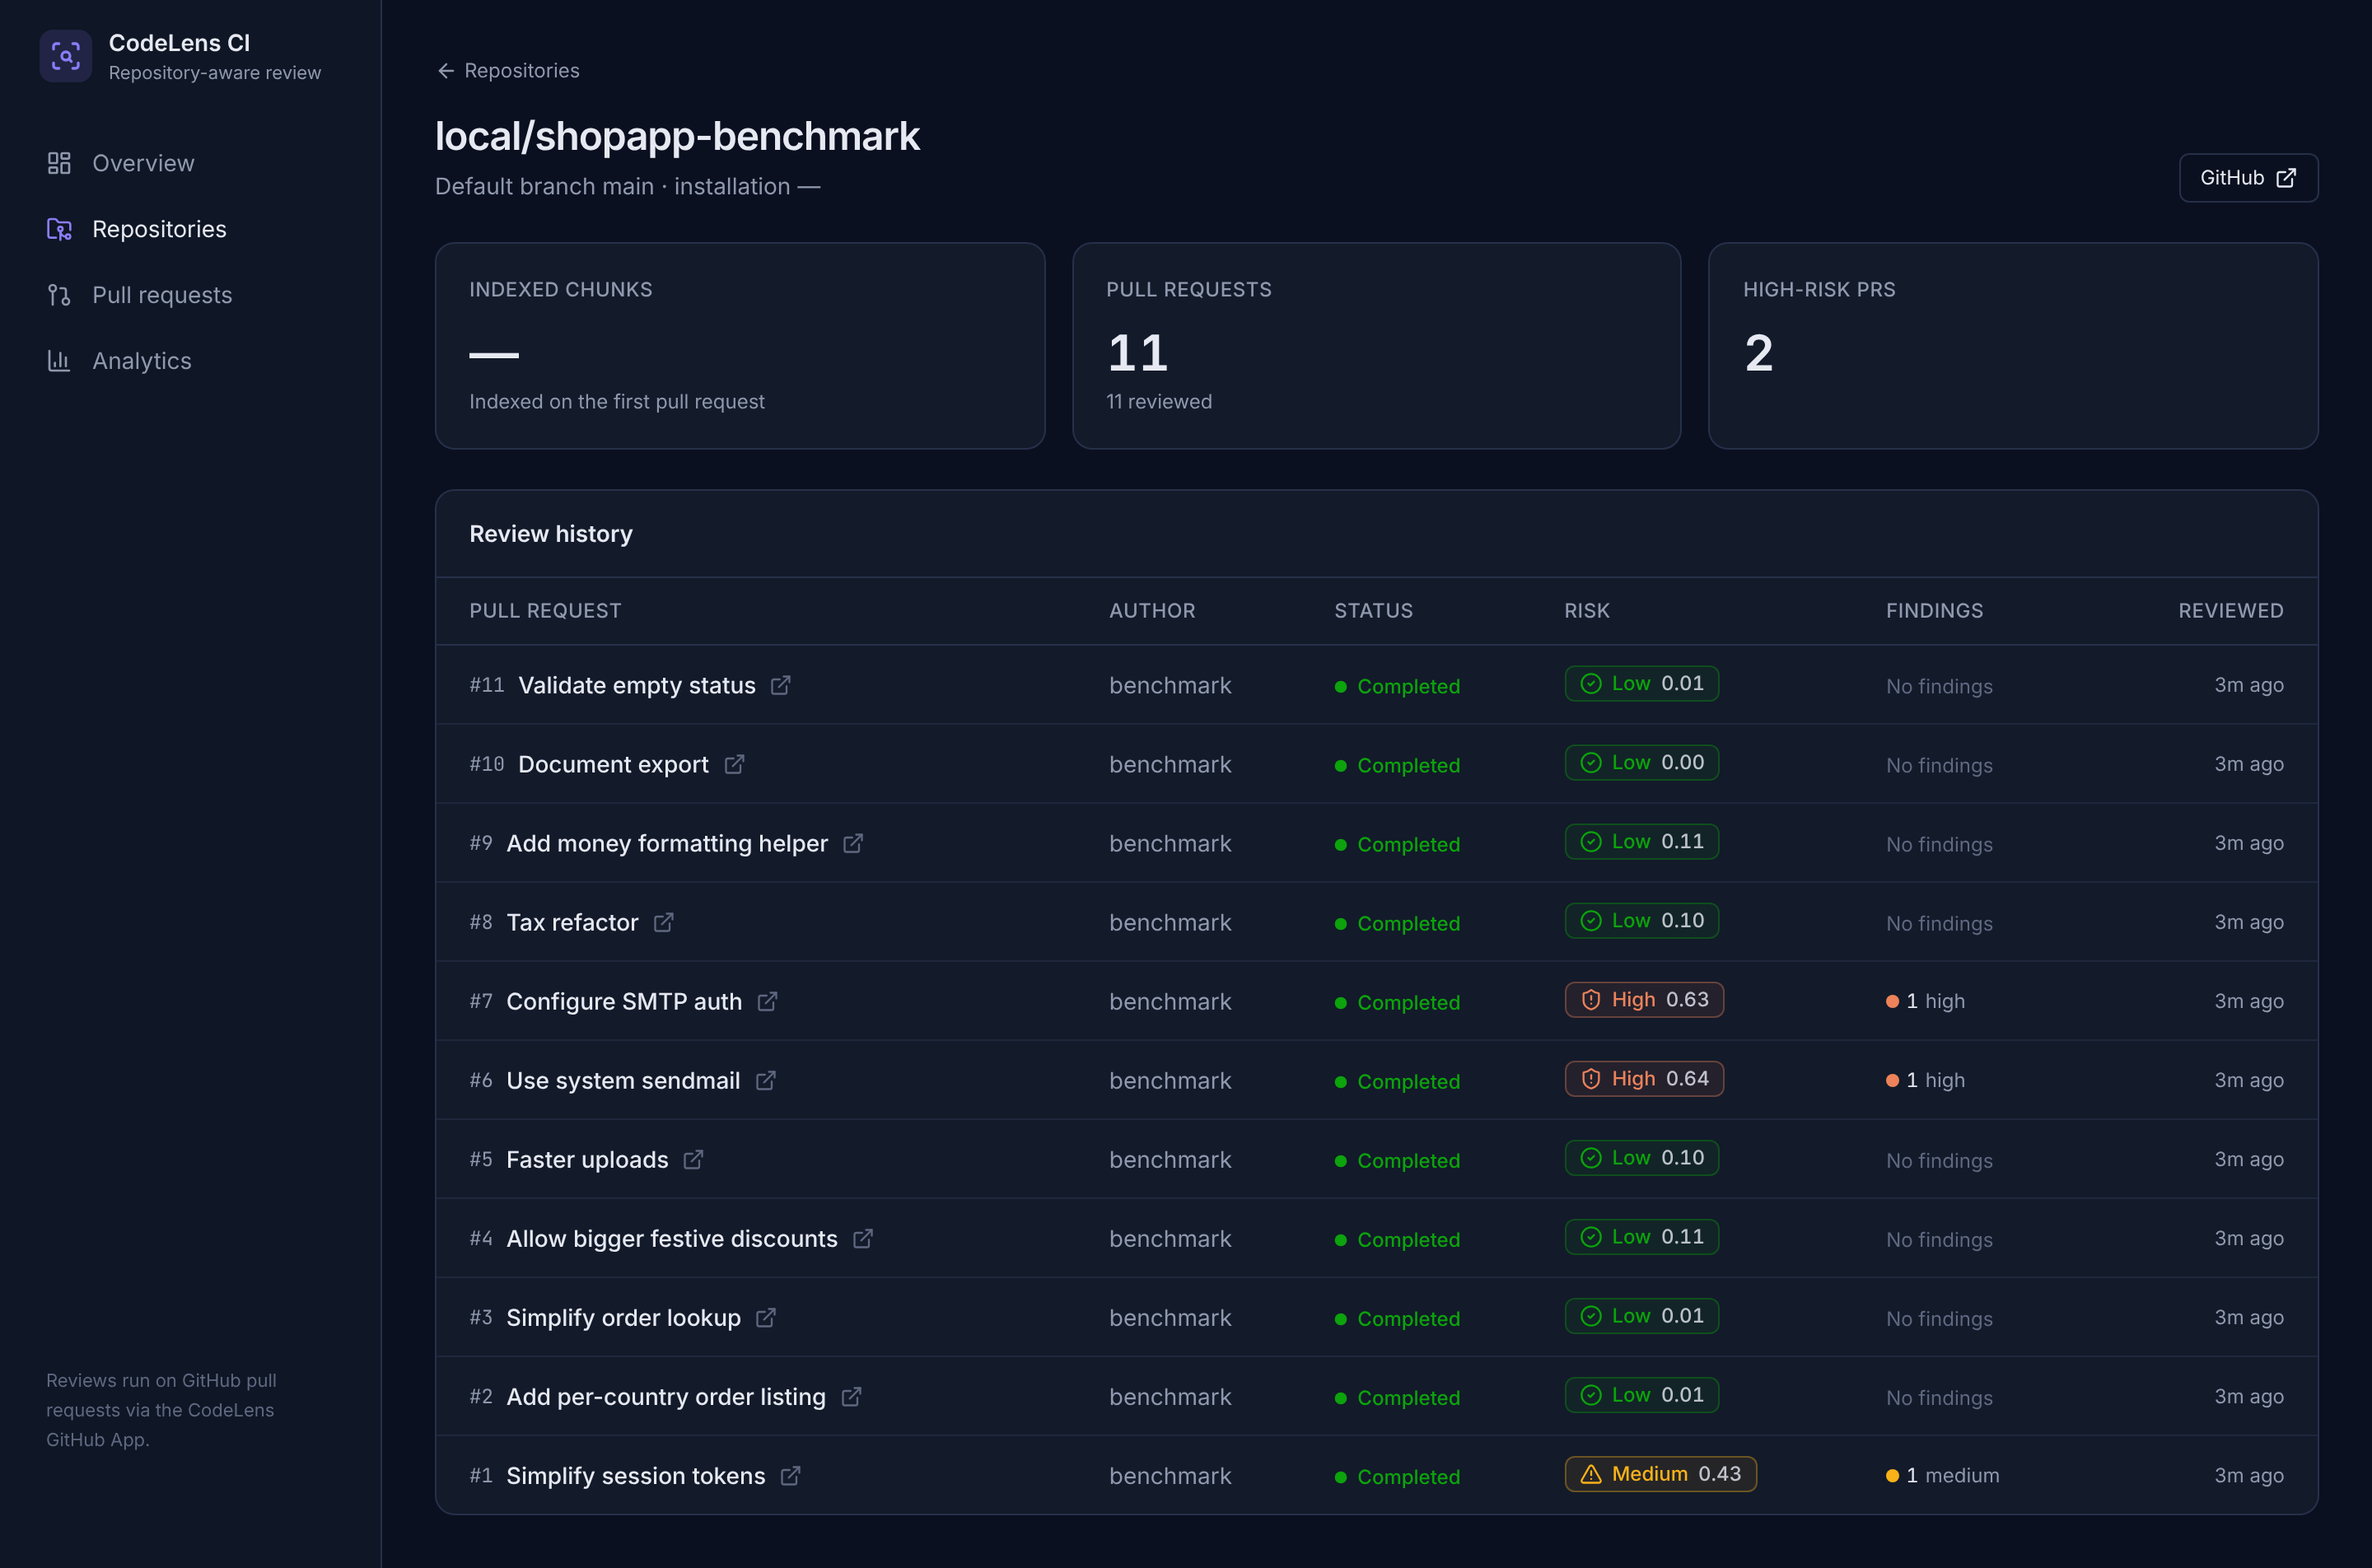 CodeLens CI
Repository-aware review
Overview
Repositories
Pull requests
Analytics
Reviews run on GitHub pull
requests via the CodeLens
GitHub App.
← Repositories
local/shopapp-benchmark
Default branch main · installation —
GitHub
INDEXED CHUNKS
—
Indexed on the first pull request
PULL REQUESTS
11
11 reviewed
HIGH-RISK PRS
2
Review history
PULL REQUEST AUTHOR STATUS RISK FINDINGS REVIEWED
#11 Validate empty status benchmark Completed Low 0.01 No findings 3m ago
#10 Document export benchmark Completed Low 0.00 No findings 3m ago
#9 Add money formatting helper benchmark Completed Low 0.11 No findings 3m ago
#8 Tax refactor benchmark Completed Low 0.10 No findings 3m ago
#7 Configure SMTP auth benchmark Completed High 0.63 1 high 3m ago
#6 Use system sendmail benchmark Completed High 0.64 1 high 3m ago
#5 Faster uploads benchmark Completed Low 0.10 No findings 3m ago
#4 Allow bigger festive discounts benchmark Completed Low 0.11 No findings 3m ago
#3 Simplify order lookup benchmark Completed Low 0.01 No findings 3m ago
#2 Add per-country order listing benchmark Completed Low 0.01 No findings 3m ago
#1 Simplify session tokens benchmark Completed Medium 0.43 1 medium 3m ago